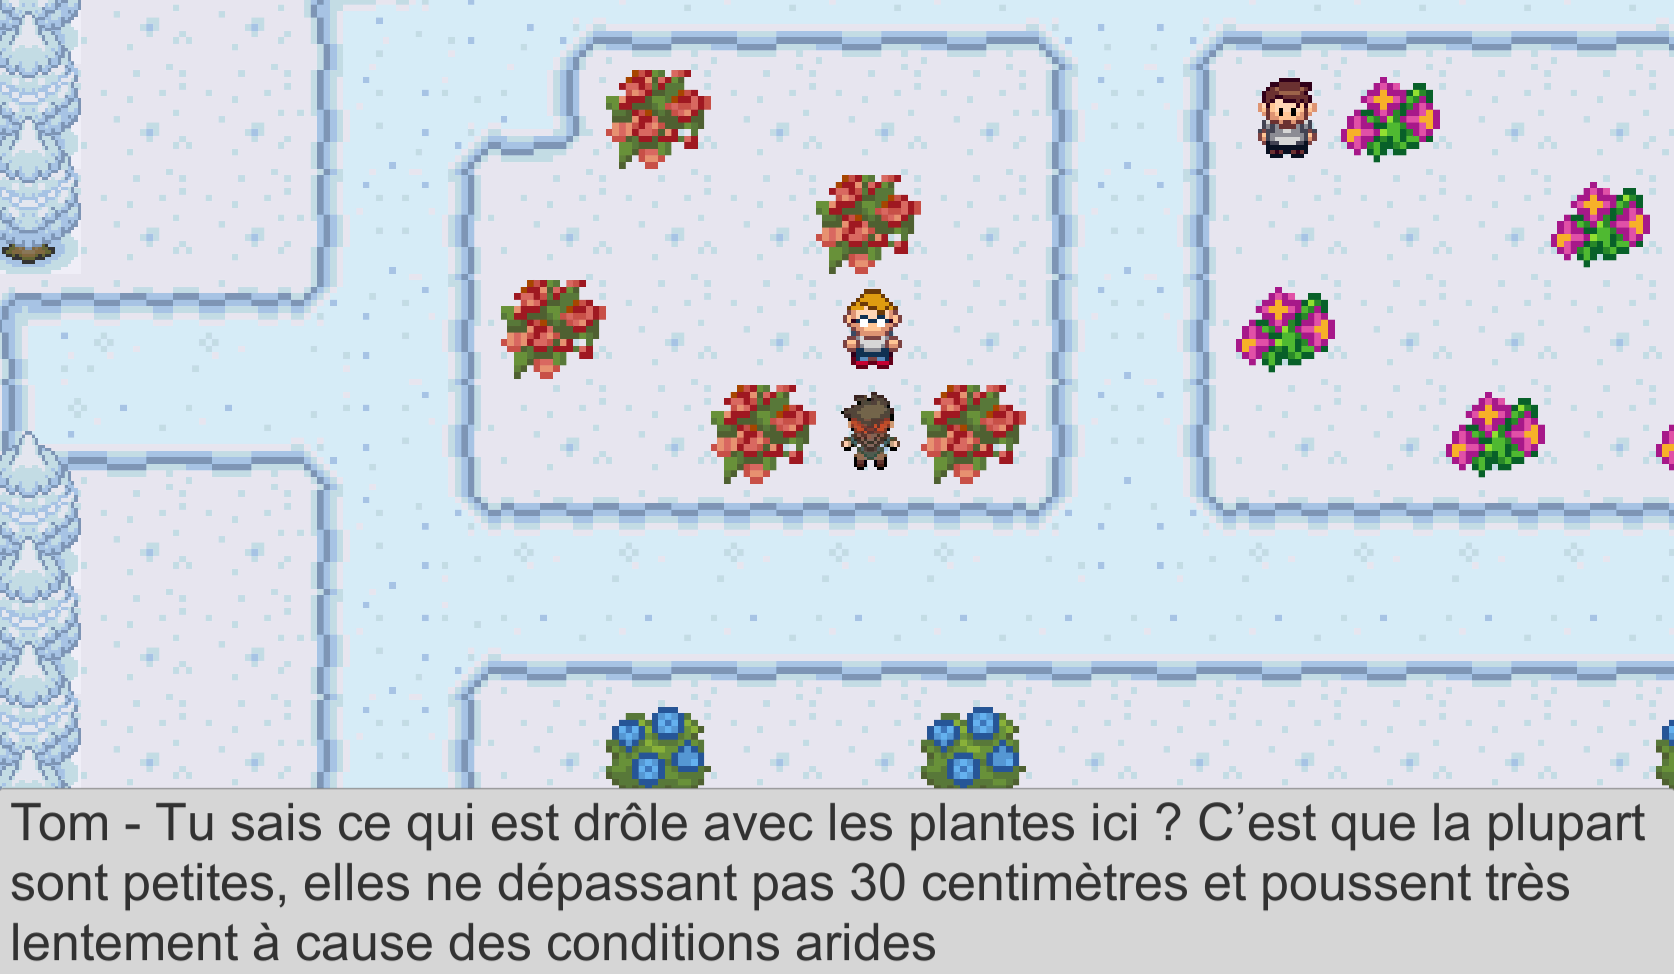 Tom - Tu sais ce qui est drôle avec les plantes ici ? C’est que la plupart
sont petites, elles ne dépassant pas 30 centimètres et poussent très
lentement à cause des conditions arides